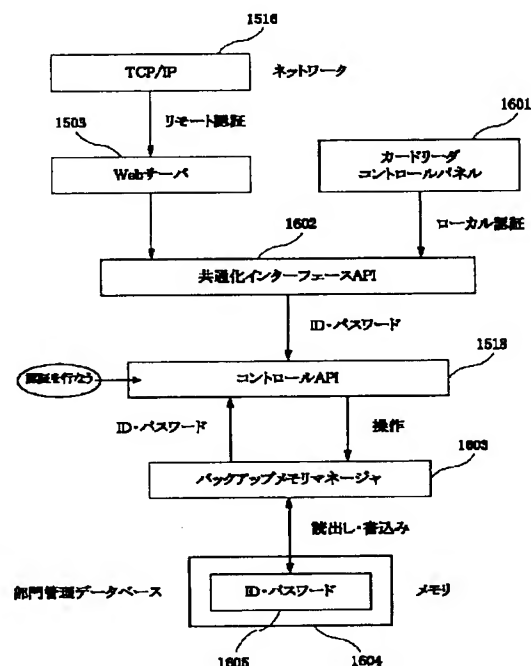 1516
TCP/IP ネットワーク
リモート認証
1503
1601
Webサーバ
カードリーダ
コントロールパネル
1602
ローカル認証
共通化インターフェースAPI
ID・パスワード
1513
認証を行なう
コントロールAPI
ID・パスワード 操作
1603
バックアップメモリマネージャ
読出し・書込み
部門管理データベース ID・パスワード メモリ
1605 1604